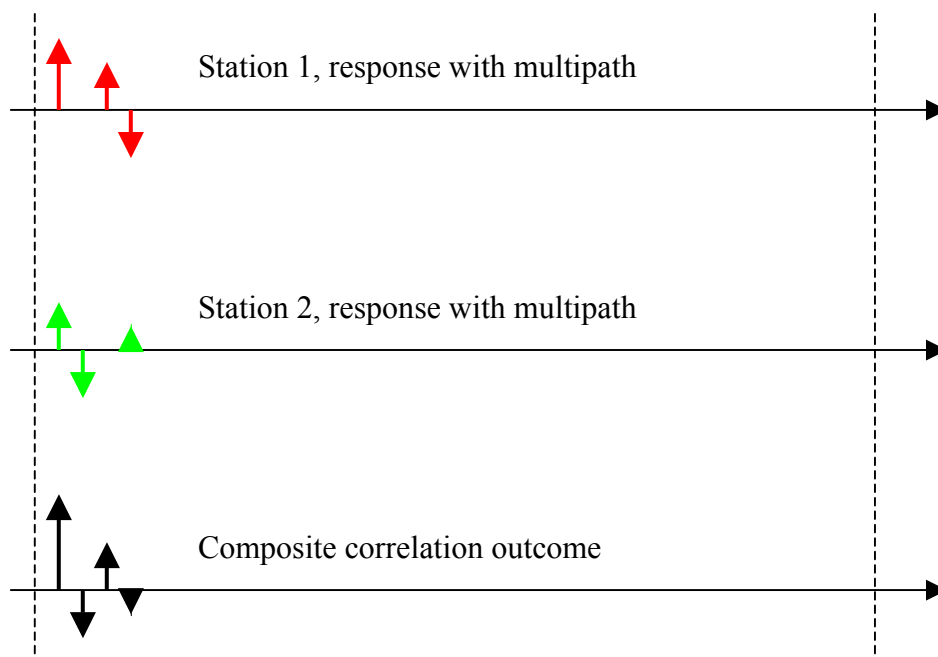 Station 1, response with multipath
Station 2, response with multipath
Composite correlation outcome